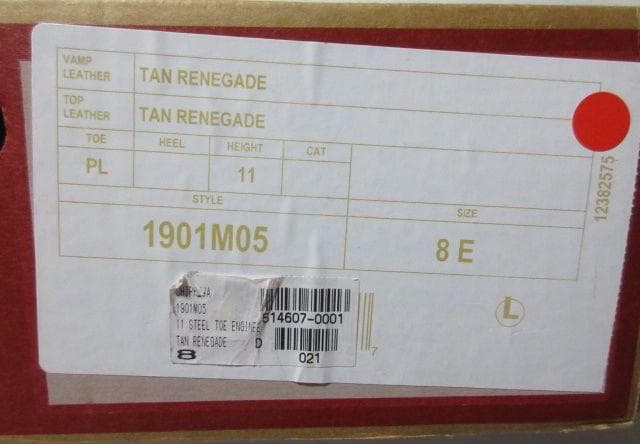 VAMP
LEATHER
TAN RENEGADE
TOP
LEATHER
TAN RENEGADE
TOE HEEL HEIGHT CAT
PL 11
STYLE SIZE
1901M05 8 E
12382575
L
1901M05
11 STEEL TOE ENGINEE
TAN RENEGADE D
8
614607-0001
021
7